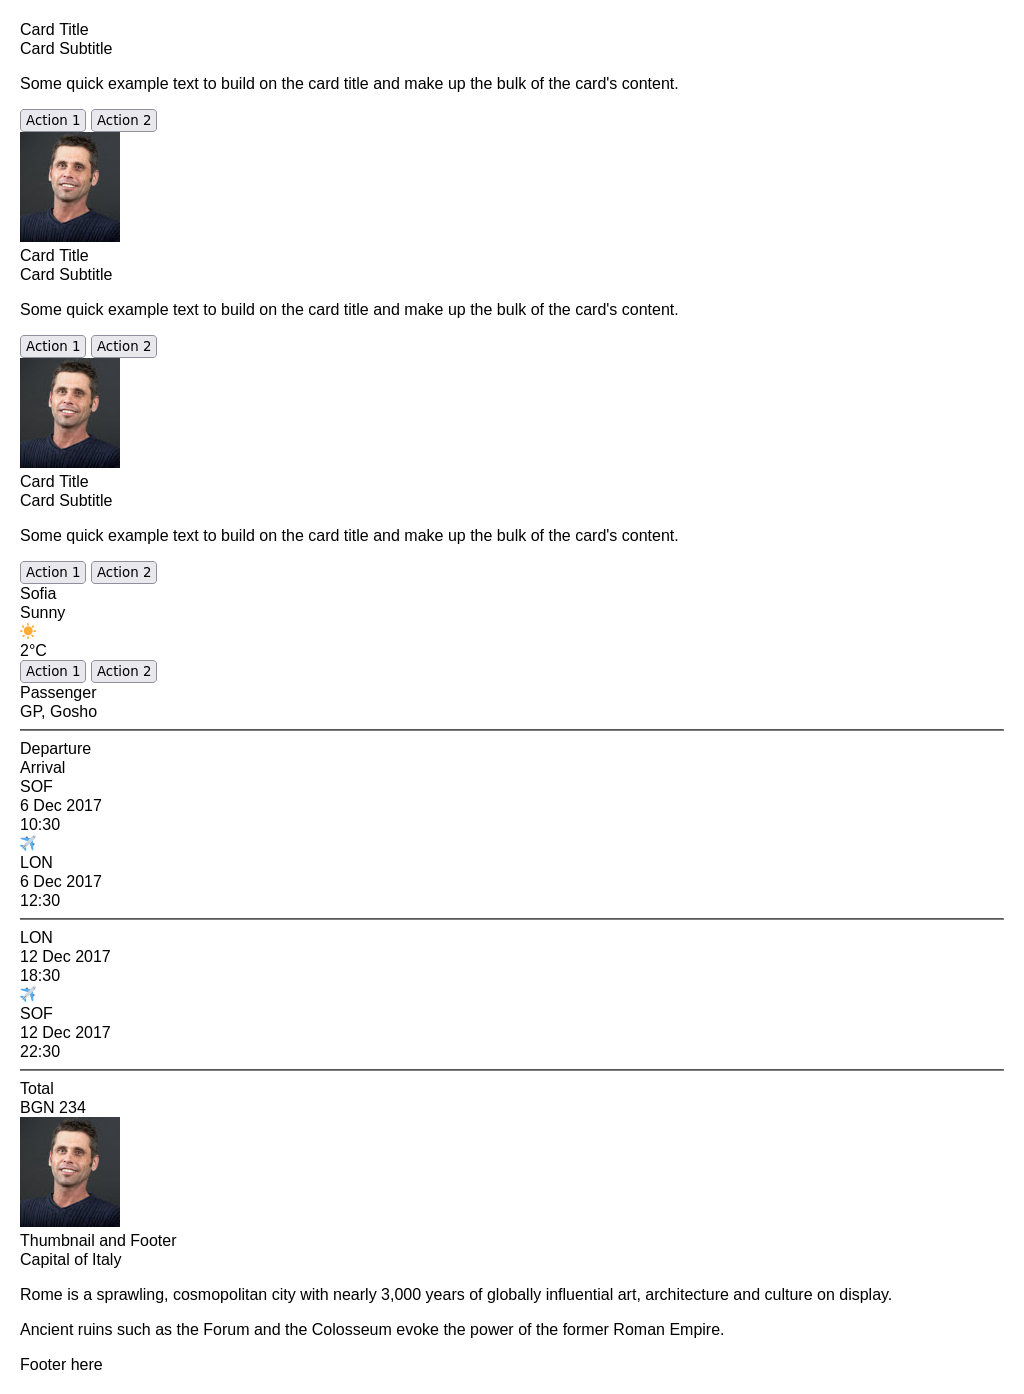 Card Title
Card Subtitle
Some quick example text to build on the card title and make up the bulk of the card's content.
Action 1 Action 2
Card Title
Card Subtitle
Some quick example text to build on the card title and make up the bulk of the card's content.
Action 1 Action 2
Card Title
Card Subtitle
Some quick example text to build on the card title and make up the bulk of the card's content.
Action 1 Action 2
Sofia
Sunny
2°C
Action 1 Action 2
Passenger
GP, Gosho
Departure
Arrival
SOF
6 Dec 2017
10:30
LON
6 Dec 2017
12:30
LON
12 Dec 2017
18:30
SOF
12 Dec 2017
22:30
Total
BGN 234
Thumbnail and Footer
Capital of Italy
Rome is a sprawling, cosmopolitan city with nearly 3,000 years of globally influential art, architecture and culture on display.
Ancient ruins such as the Forum and the Colosseum evoke the power of the former Roman Empire.
Footer here